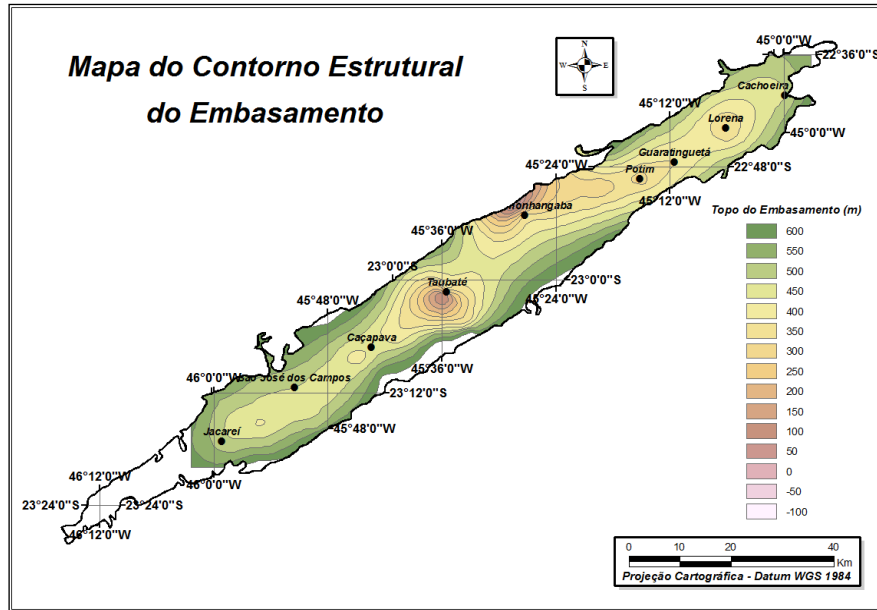 Mapa do Contorno Estrutural
do Embasamento
N
W E
S
45°0'0"W
22°36'0"S
Cachoeira
45°12'0"W
Lorena
45°0'0"W
Guaratinguetá
45°24'0"W
22°48'0"S
Potim
45°12'0"W
monhangaba
45°36'0"W
23°0'0"S
23°0'0"S
Taubaté
45°24'0"W
45°48'0"W
Caçapava
45°36'0"W
46°0'0"W
São José dos Campos
23°12'0"S
45°48'0"W
Jacareí
46°12'0"W
46°0'0"W
23°24'0"S
23°24'0"S
46°12'0"W
Topo do Embasamento (m)
600
550
500
450
400
350
300
250
200
150
100
50
0
-50
-100
0 10 20 40
Km
Projeção Cartográfica - Datum WGS 1984